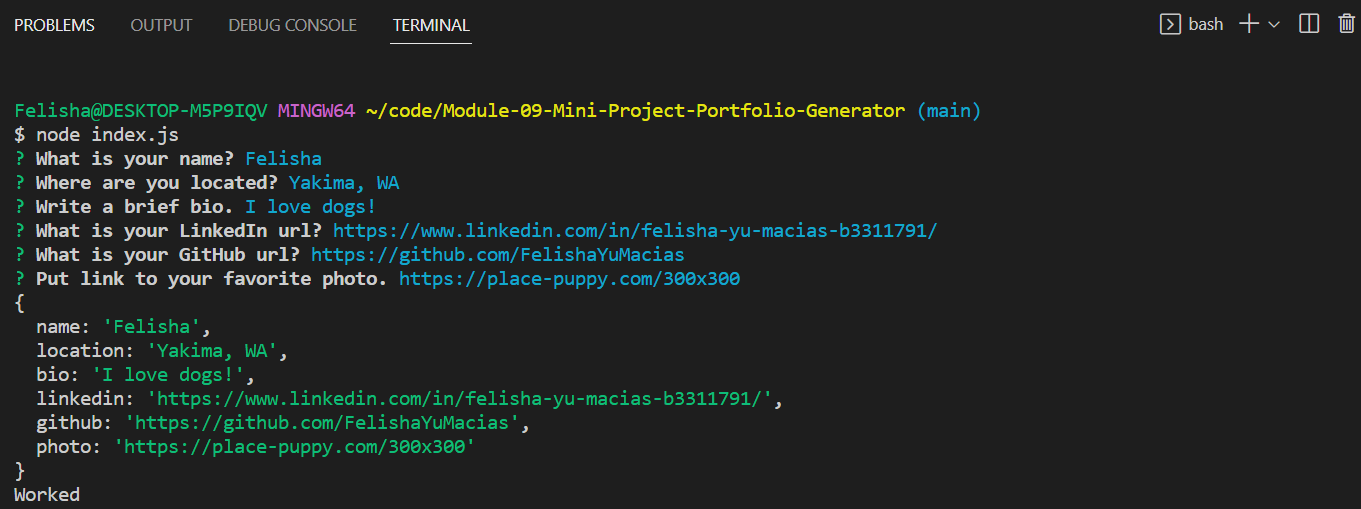 PROBLEMS OUTPUT DEBUG CONSOLE TERMINAL bash
Felisha@DESKTOP-M5P9IQV MINGW64 ~/code/Module-09-Mini-Project-Portfolio-Generator (main)
$ node index.js
? What is your name? Felisha
? Where are you located? Yakima, WA
? Write a brief bio. I love dogs!
? What is your LinkedIn url? https://www.linkedin.com/in/felisha-yu-macias-b3311791/
? What is your GitHub url? https://github.com/FelishaYuMacias
? Put link to your favorite photo. https://place-puppy.com/300x300
{
  name: 'Felisha',
  location: 'Yakima, WA',
  bio: 'I love dogs!',
  linkedin: 'https://www.linkedin.com/in/felisha-yu-macias-b3311791/',
  github: 'https://github.com/FelishaYuMacias',
  photo: 'https://place-puppy.com/300x300'
}
Worked